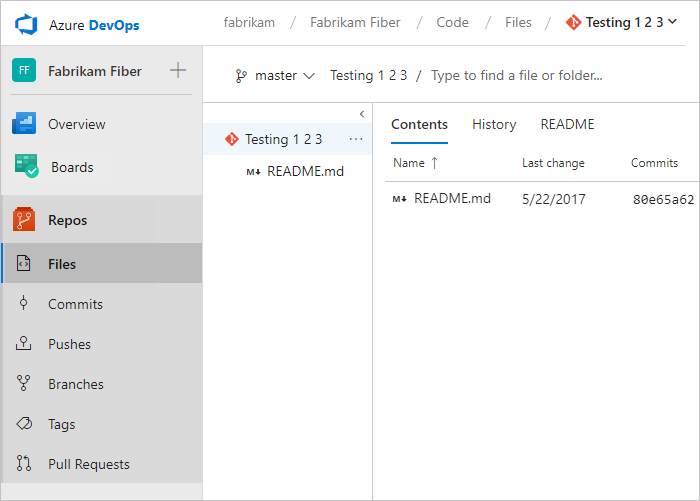 Azure DevOps
fabrikam / Fabrikam Fiber / Code / Files / Testing 1 2 3
FF Fabrikam Fiber
Overview
Boards
Repos
Files
Commits
Pushes
Branches
Tags
Pull Requests
master Testing 1 2 3 / Type to find a file or folder...
Testing 1 2 3 ...
M↓ README.md
Contents History README
Name ↑ Last change Commits
M↓ README.md 5/22/2017 80e65a62